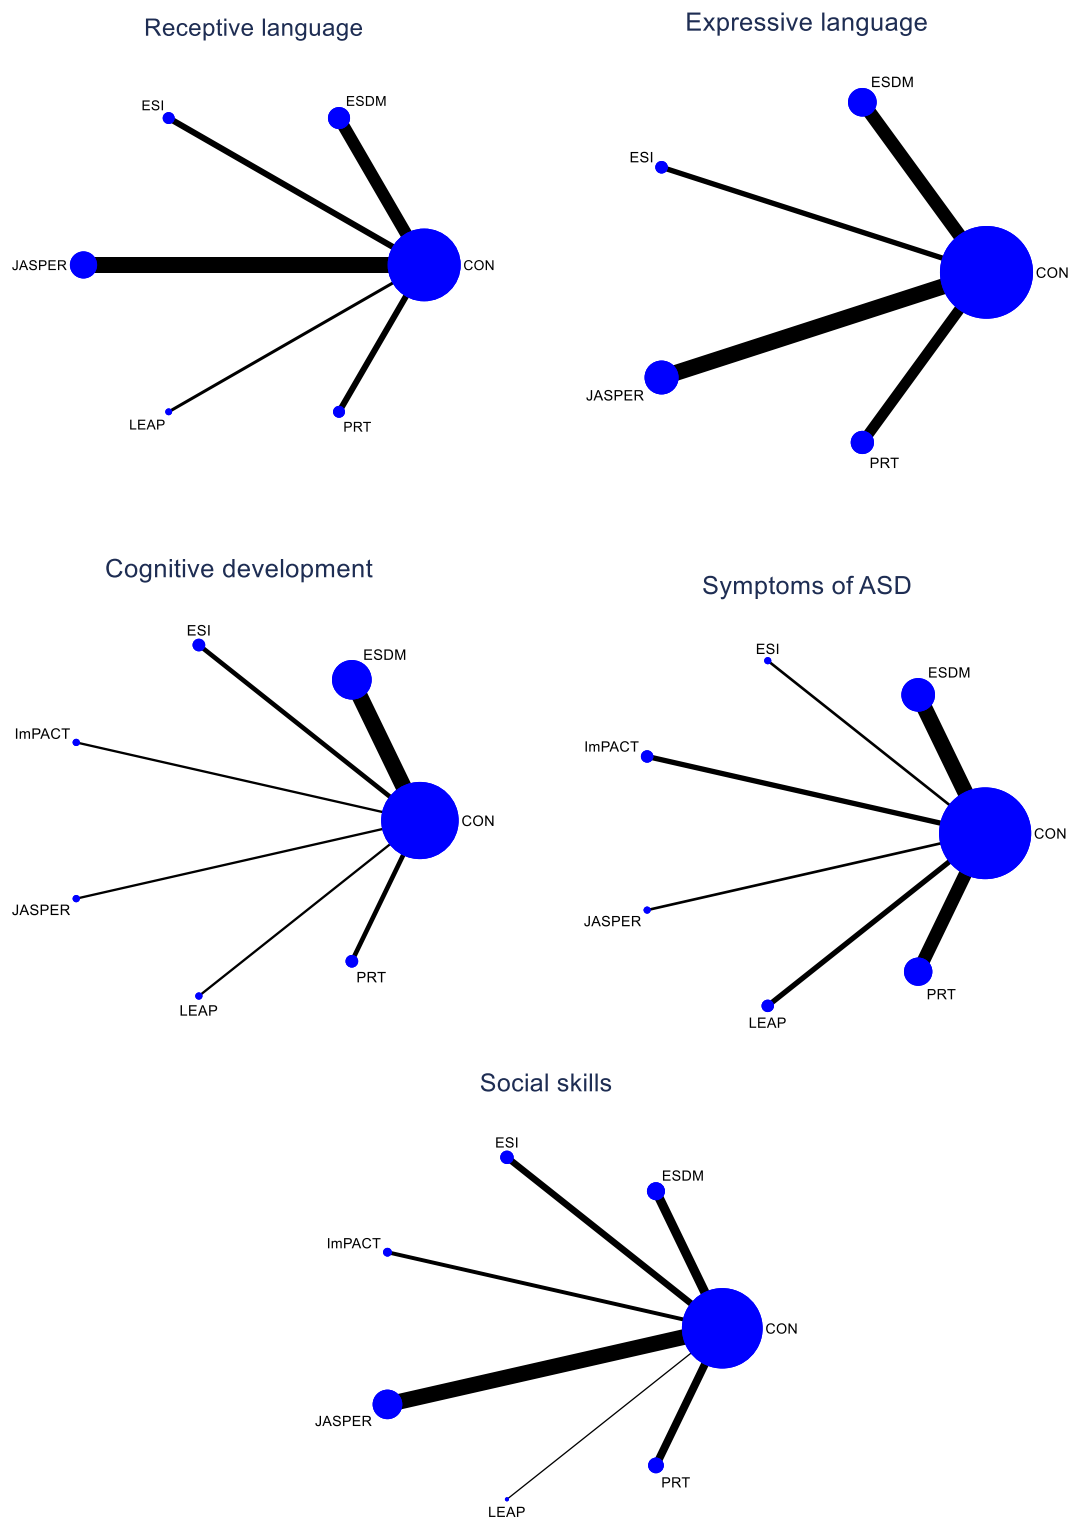 Receptive language
ESI
ESDM
JASPER
CON
LEAP
PRT
Expressive language
ESDM
ESI
CON
JASPER
PRT
Cognitive development
ESI
ESDM
ImPACT
CON
JASPER
PRT
LEAP
Symptoms of ASD
ESI
ESDM
ImPACT
CON
JASPER
PRT
LEAP
Social skills
ESI
ESDM
ImPACT
CON
JASPER
PRT
LEAP